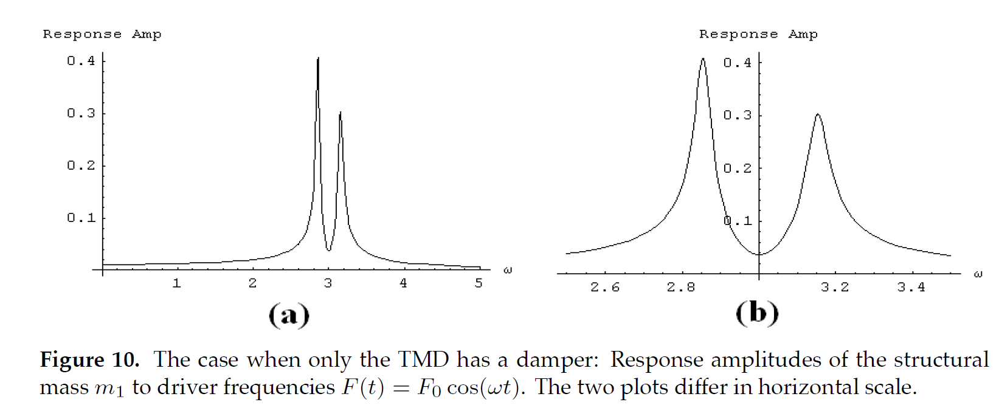 Response Amp
0.4
0.3
0.2
0.1
1 2 3 4 5
ω
(a)
Response Amp
0.4
0.3
0.2
0.1
2.6 2.8 3.2 3.4
ω
(b)
Figure 10. The case when only the TMD has a damper: Response amplitudes of the structural
mass m₁ to driver frequencies F(t) = F₀ cos(ωt). The two plots differ in horizontal scale.